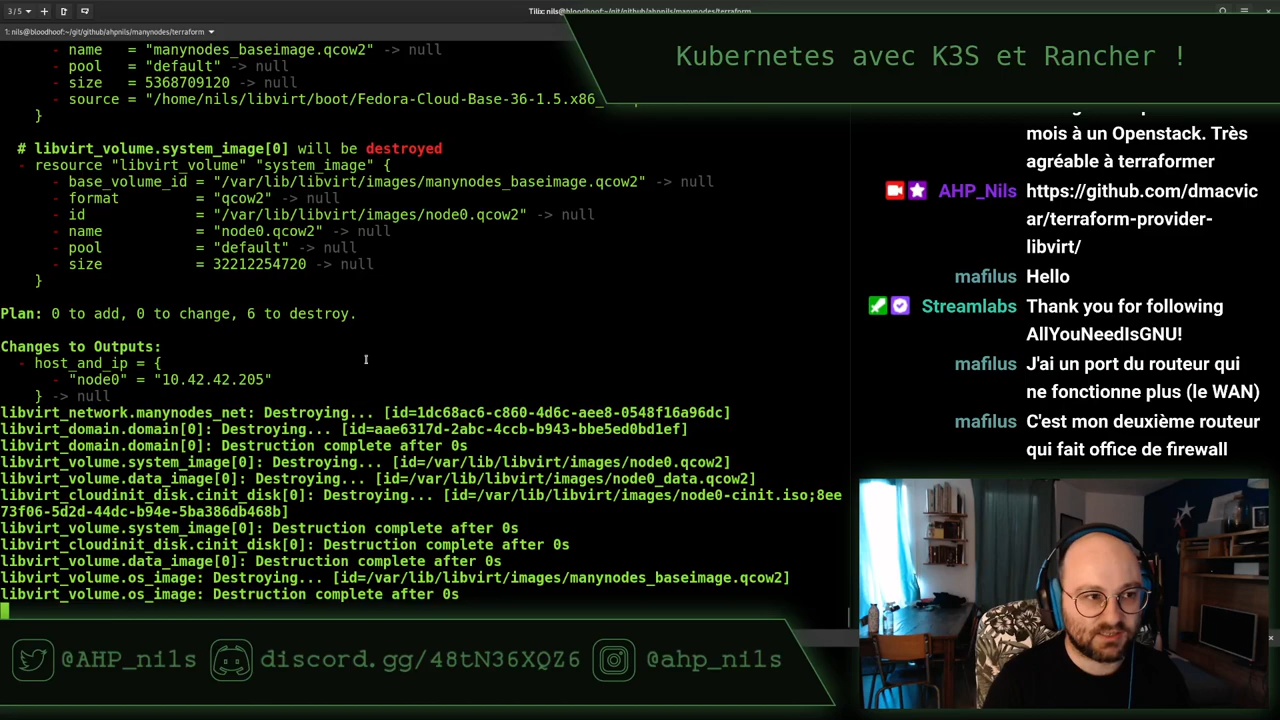 3/5
Tilix: nils@bloodhoof:~/git/github/ahpnils/manynodes/terraform
1: nils@bloodhoof:~/git/github/ahpnils/manynodes/terraform
Kubernetes avec K3S et Rancher !
- name   = "manynodes_baseimage.qcow2" -> null
- pool   = "default" -> null
- size   = 5368709120 -> null
- source = "/home/nils/libvirt/boot/Fedora-Cloud-Base-36-1.5.x86_
}
# libvirt_volume.system_image[0] will be destroyed
- resource "libvirt_volume" "system_image" {
- base_volume_id = "/var/lib/libvirt/images/manynodes_baseimage.qcow2" -> null
- format         = "qcow2" -> null
- id             = "/var/lib/libvirt/images/node0.qcow2" -> null
- name           = "node0.qcow2" -> null
- pool           = "default" -> null
- size           = 32212254720 -> null
}
Plan: 0 to add, 0 to change, 6 to destroy.
Changes to Outputs:
- host_and_ip = {
- "node0" = "10.42.42.205"
} -> null
libvirt_network.manynodes_net: Destroying... [id=1dc68ac6-c860-4d6c-aee8-0548f16a96dc]
libvirt_domain.domain[0]: Destroying... [id=aae6317d-2abc-4ccb-b943-bbe5ed0bd1ef]
libvirt_domain.domain[0]: Destruction complete after 0s
libvirt_volume.system_image[0]: Destroying... [id=/var/lib/libvirt/images/node0.qcow2]
libvirt_volume.data_image[0]: Destroying... [id=/var/lib/libvirt/images/node0_data.qcow2]
libvirt_cloudinit_disk.cinit_disk[0]: Destroying... [id=/var/lib/libvirt/images/node0-cinit.iso;8ee
73f06-5d2d-44dc-b94e-5ba386db468b]
libvirt_volume.system_image[0]: Destruction complete after 0s
libvirt_cloudinit_disk.cinit_disk[0]: Destruction complete after 0s
libvirt_volume.data_image[0]: Destruction complete after 0s
libvirt_volume.os_image: Destroying... [id=/var/lib/libvirt/images/manynodes_baseimage.qcow2]
libvirt_volume.os_image: Destruction complete after 0s
mois à un Openstack. Très
agréable à terraformer
AHP_Nils https://github.com/dmacvic
ar/terraform-provider-
libvirt/
mafilus Hello
Streamlabs Thank you for following
AllYouNeedIsGNU!
mafilus J'ai un port du routeur qui
ne fonctionne plus (le WAN)
mafilus C'est mon deuxième routeur
qui fait office de firewall
@AHP_nils discord.gg/48tN36XQZ6 @ahp_nils